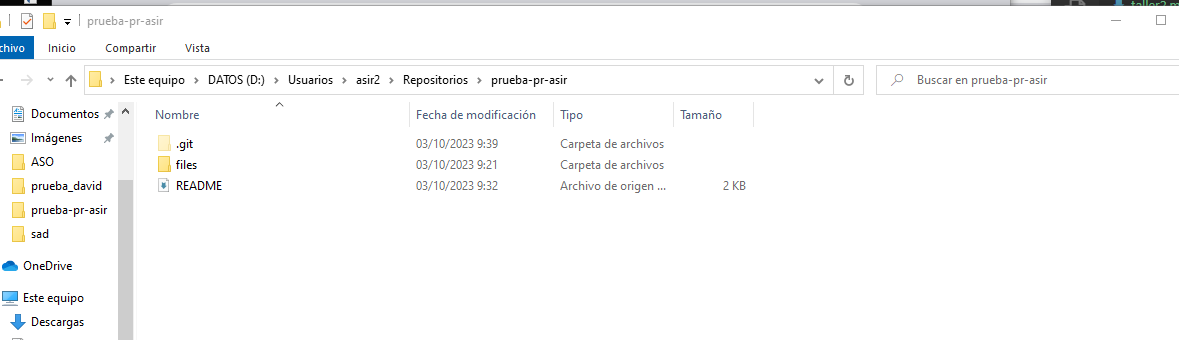 taller2.m
prueba-pr-asir
chivo Inicio Compartir Vista
Este equipo DATOS (D:) Usuarios asir2 Repositorios prueba-pr-asir Buscar en prueba-pr-asir
Documentos Nombre Fecha de modificación Tipo Tamaño
Imágenes .git 03/10/2023 9:39 Carpeta de archivos
ASO files 03/10/2023 9:21 Carpeta de archivos
prueba_david README 03/10/2023 9:32 Archivo de origen ... 2 KB
prueba-pr-asir
sad
OneDrive
Este equipo
Descargas